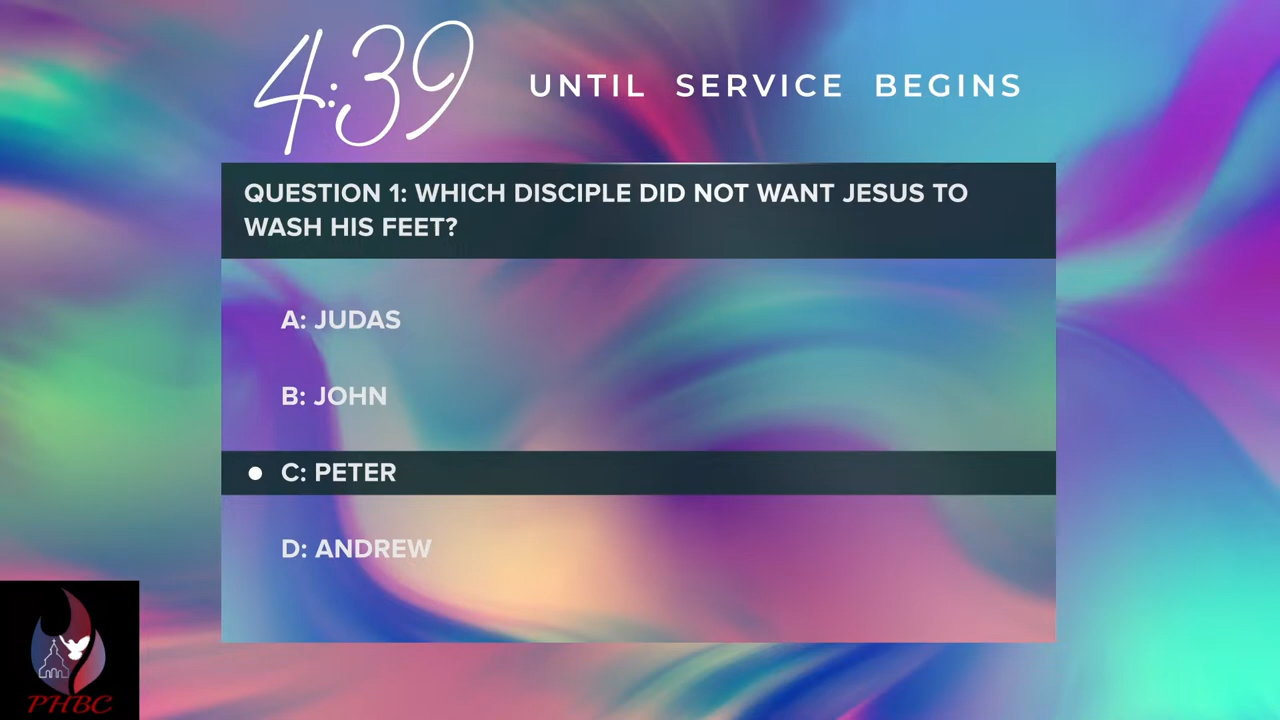 4:39
UNTIL SERVICE BEGINS
QUESTION 1: WHICH DISCIPLE DID NOT WANT JESUS TO
WASH HIS FEET?
A: JUDAS
B: JOHN
C: PETER
D: ANDREW
PHBC